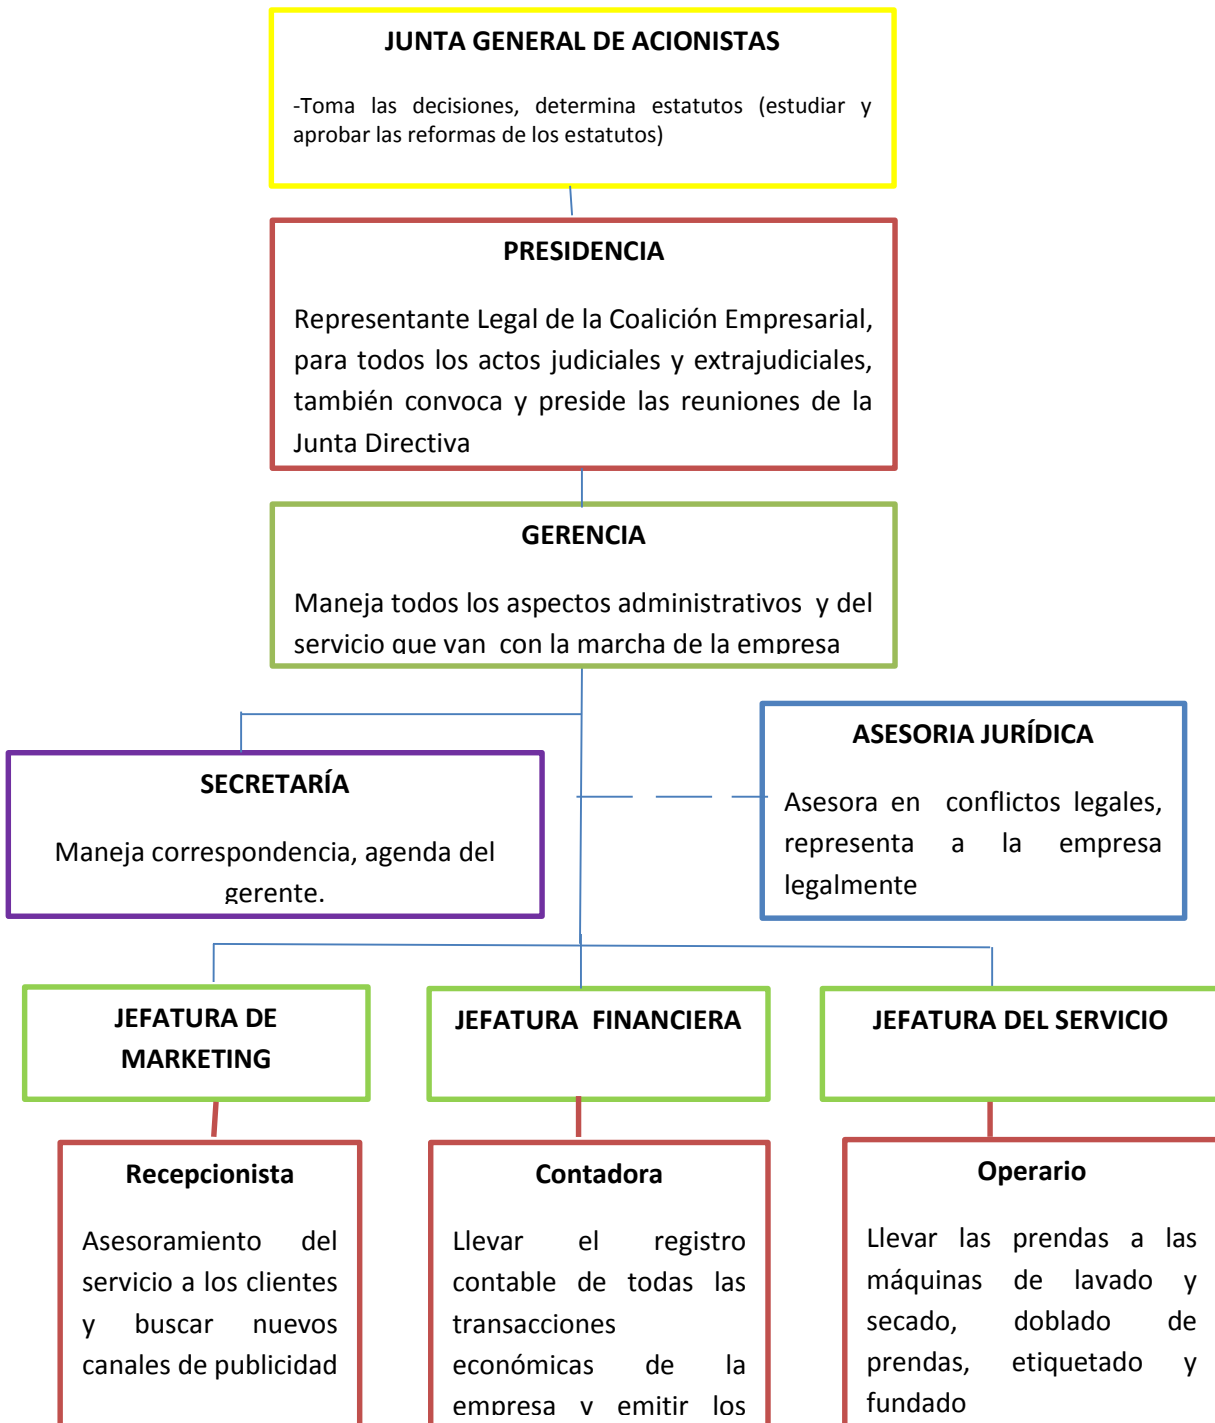 JUNTA GENERAL DE ACIONISTAS
-Toma las decisiones, determina estatutos (estudiar y
aprobar las reformas de los estatutos)
PRESIDENCIA
Representante Legal de la Coalición Empresarial,
para todos los actos judiciales y extrajudiciales,
también convoca y preside las reuniones de la
Junta Directiva
GERENCIA
Maneja todos los aspectos administrativos y del
servicio que van con la marcha de la empresa
SECRETARÍA
Maneja correspondencia, agenda del
gerente.
ASESORIA JURÍDICA
Asesora en conflictos legales,
representa a la empresa
legalmente
JEFATURA DE
MARKETING
JEFATURA FINANCIERA
JEFATURA DEL SERVICIO
Recepcionista
Asesoramiento del
servicio a los clientes
y buscar nuevos
canales de publicidad
Contadora
Llevar el registro
contable de todas las
transacciones
económicas de la
empresa y emitir los
Operario
Llevar las prendas a las
máquinas de lavado y
secado, doblado de
prendas, etiquetado y
fundado